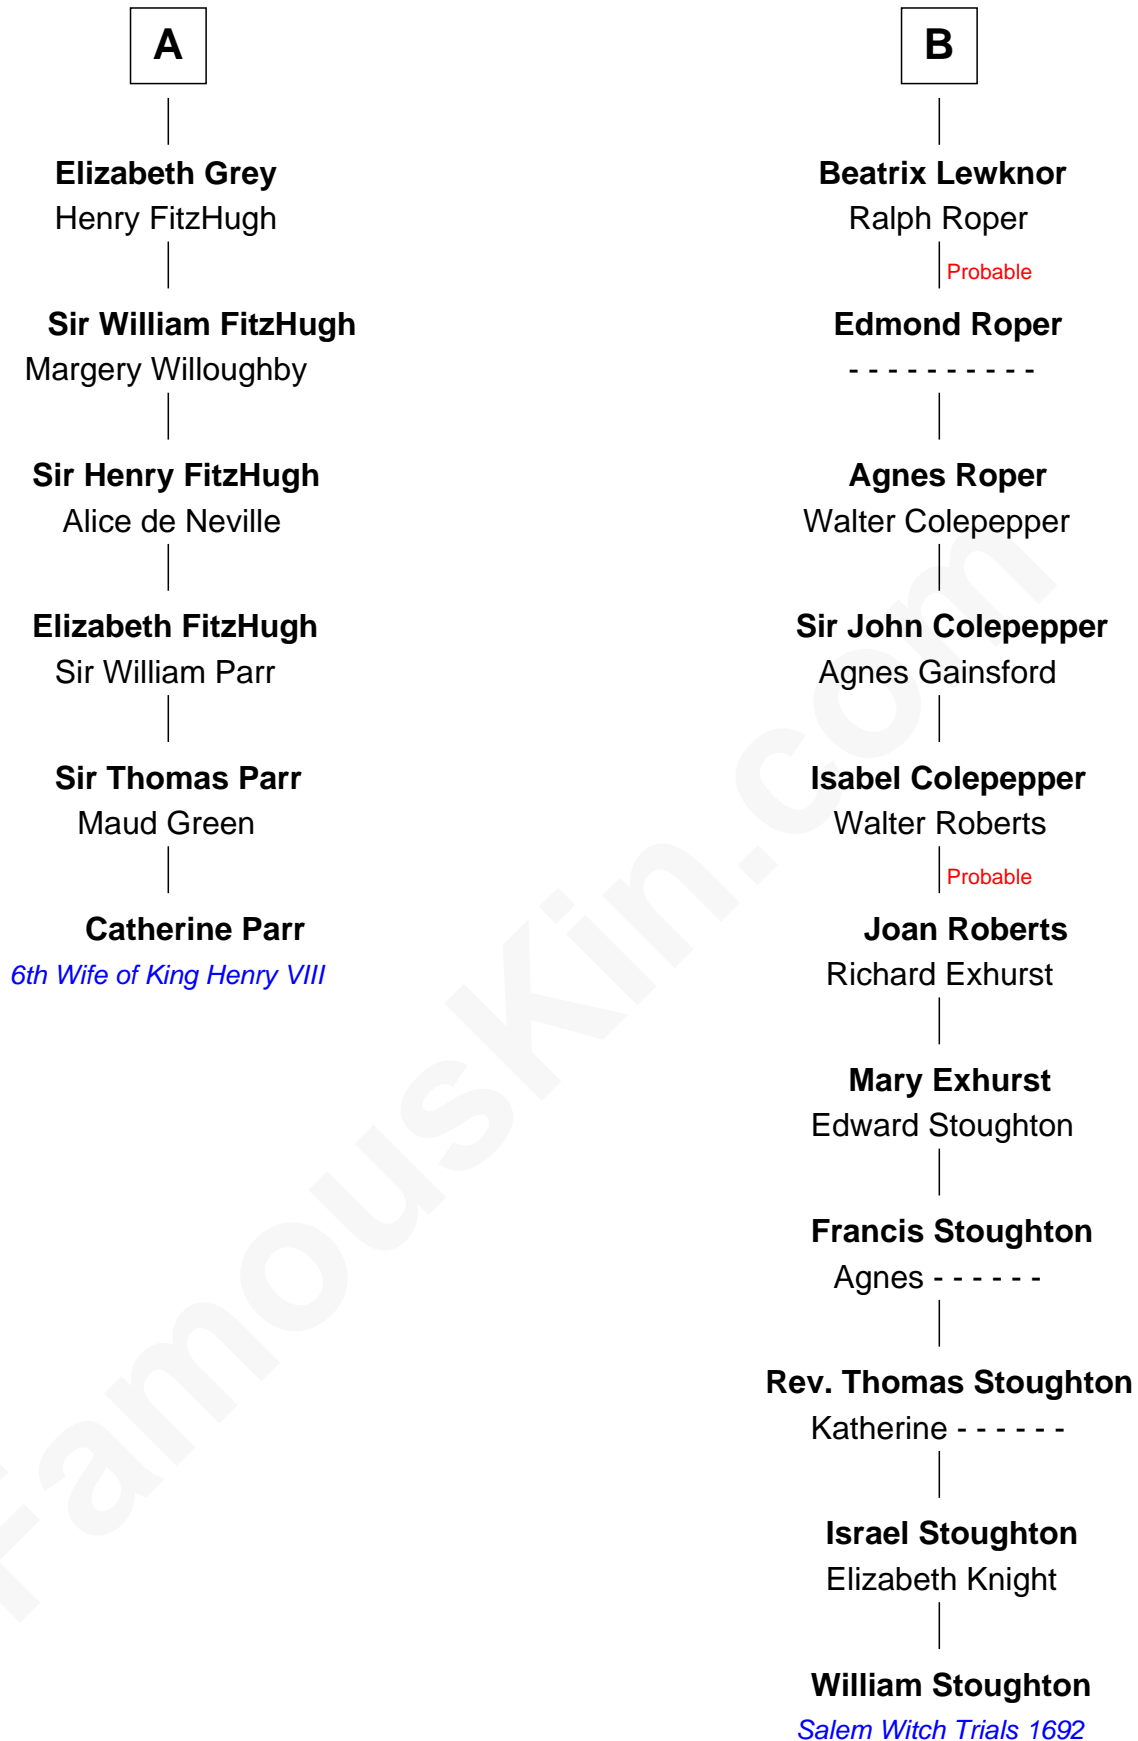 A
Elizabeth Grey
Henry FitzHugh
Sir William FitzHugh
Margery Willoughby
Sir Henry FitzHugh
Alice de Neville
Elizabeth FitzHugh
Sir William Parr
Sir Thomas Parr
Maud Green
Catherine Parr
6th Wife of King Henry VIII
B
Beatrix Lewknor
Ralph Roper
Probable
Edmond Roper
- - - - - - - - - -
Agnes Roper
Walter Colepepper
Sir John Colepepper
Agnes Gainsford
Isabel Colepepper
Walter Roberts
Probable
Joan Roberts
Richard Exhurst
Mary Exhurst
Edward Stoughton
Francis Stoughton
Agnes - - - - - -
Rev. Thomas Stoughton
Katherine - - - - - -
Israel Stoughton
Elizabeth Knight
William Stoughton
Salem Witch Trials 1692
FamousKin.com